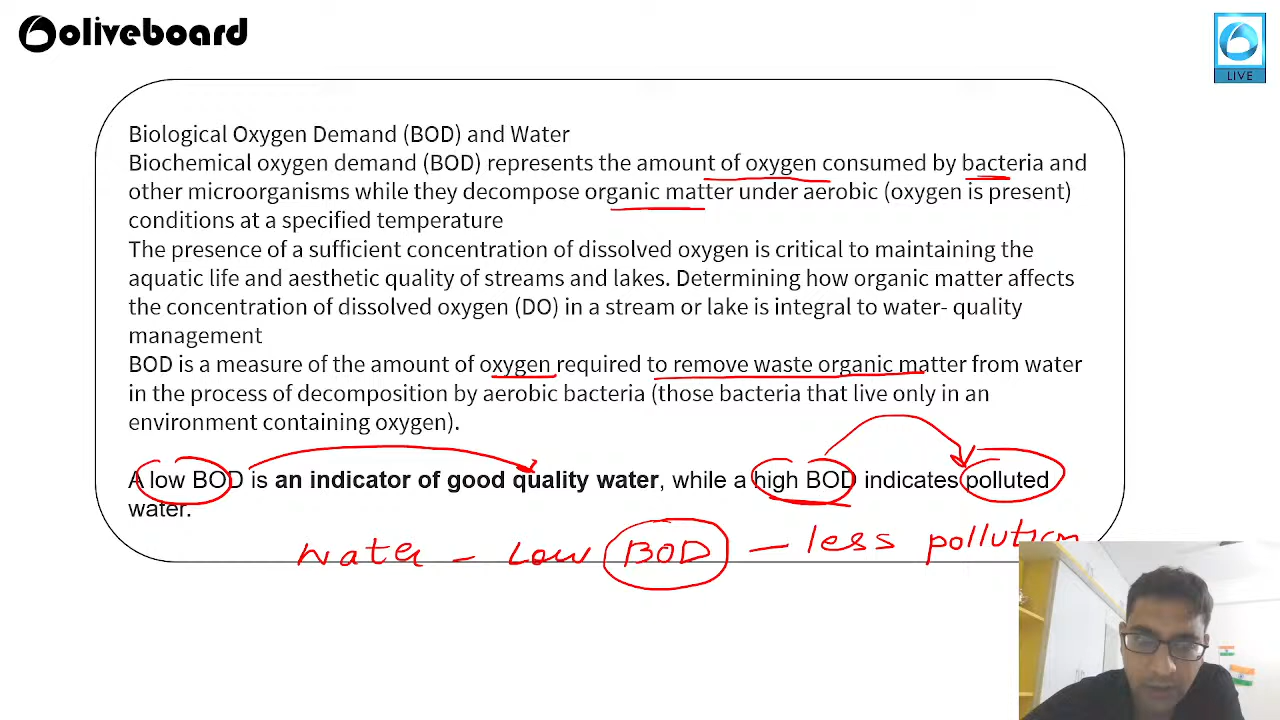 oliveboard
LIVE
Biological Oxygen Demand (BOD) and Water
Biochemical oxygen demand (BOD) represents the amount of oxygen consumed by bacteria and
other microorganisms while they decompose organic matter under aerobic (oxygen is present)
conditions at a specified temperature
The presence of a sufficient concentration of dissolved oxygen is critical to maintaining the
aquatic life and aesthetic quality of streams and lakes. Determining how organic matter affects
the concentration of dissolved oxygen (DO) in a stream or lake is integral to water- quality
management
BOD is a measure of the amount of oxygen required to remove waste organic matter from water
in the process of decomposition by aerobic bacteria (those bacteria that live only in an
environment containing oxygen).
A low BOD is an indicator of good quality water, while a high BOD indicates polluted
water.
water - Low BOD - less pollution